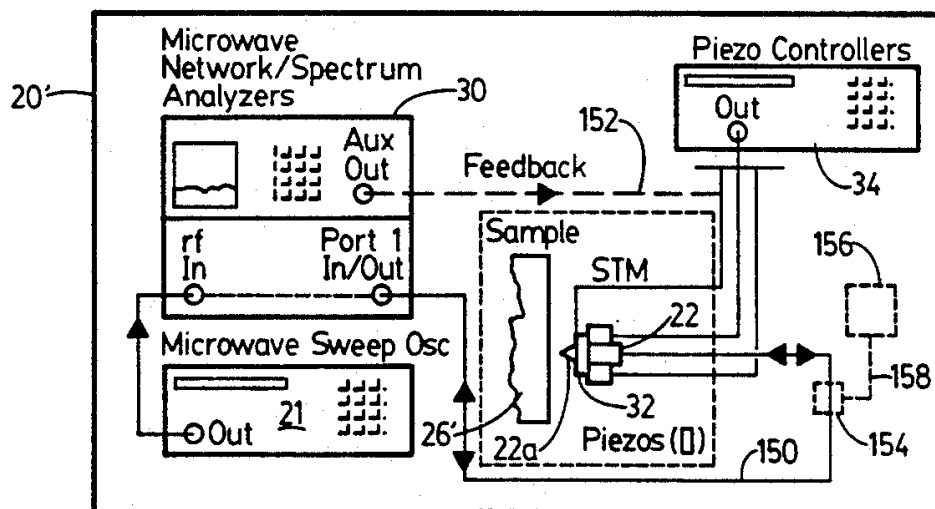 Microwave
Network/Spectrum
Analyzers
20'
30
Aux
Out
rf
In
Port 1
In/Out
Microwave Sweep Osc
21
Out
Feedback
152
Piezo Controllers
Out
34
Sample
STM
22
26'
22a
32
Piezos (▯)
150
156
158
154